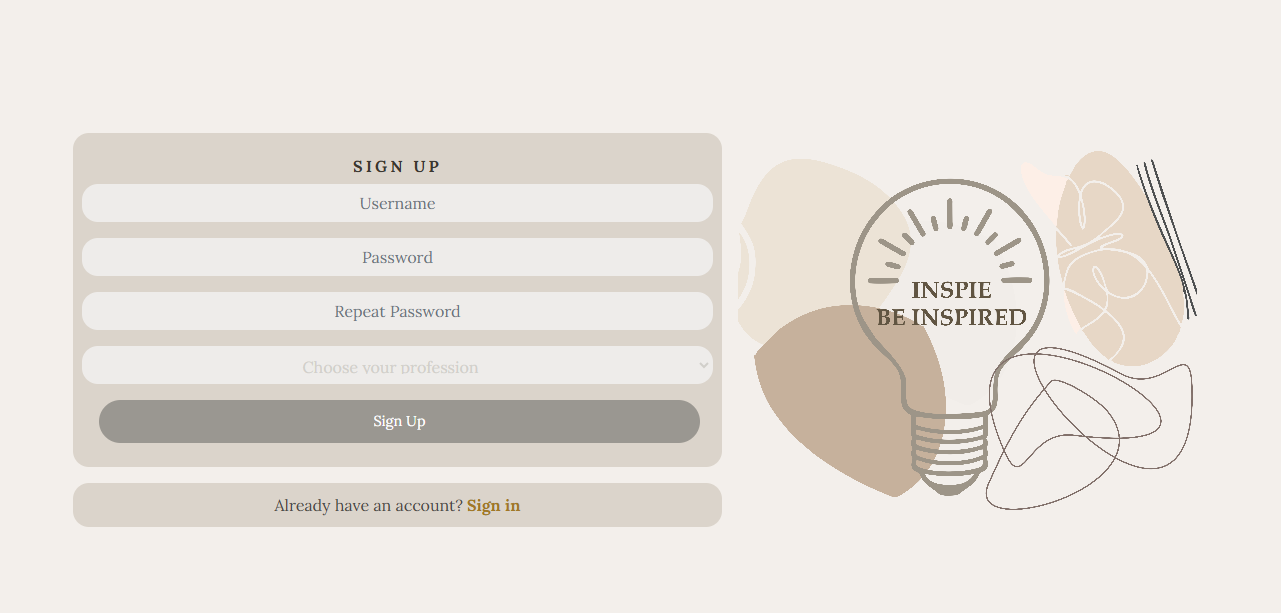 SIGN UP
Username
Password
Repeat Password
Choose your profession
Sign Up
Already have an account? Sign in
INSPIE
BE INSPIRED